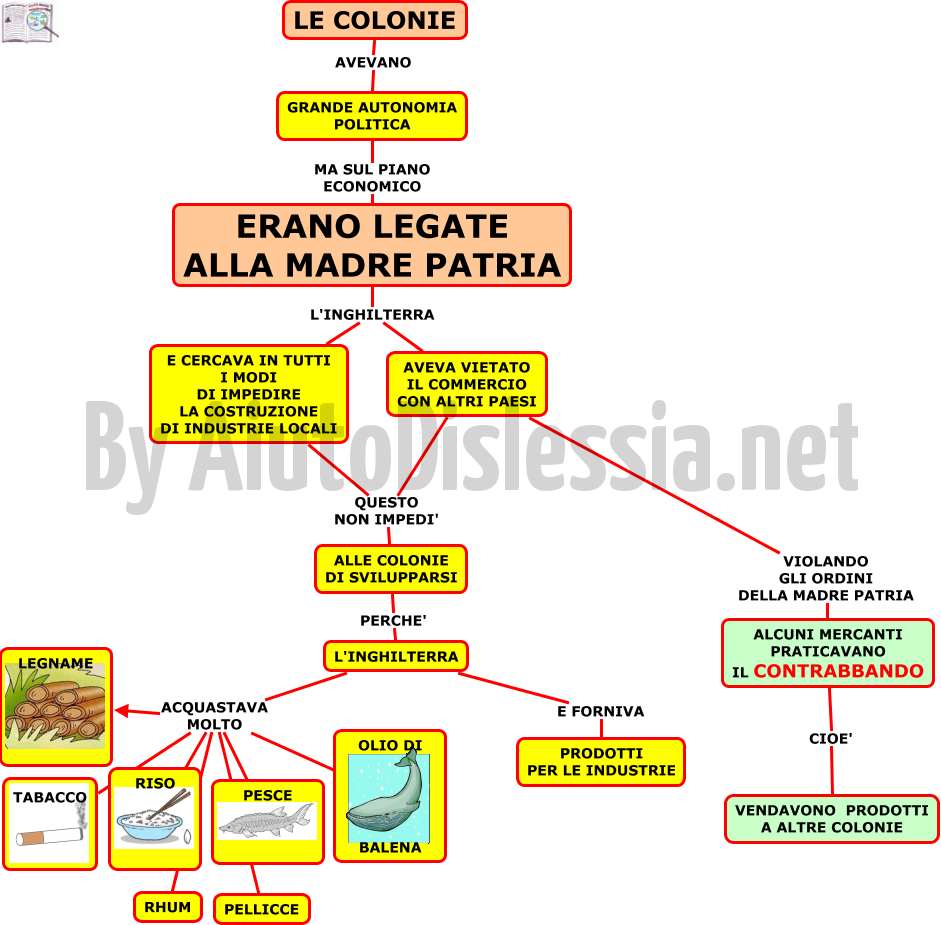 LE COLONIE
AVEVANO
GRANDE AUTONOMIA
POLITICA
MA SUL PIANO
ECONOMICO
ERANO LEGATE
ALLA MADRE PATRIA
L'INGHILTERRA
E CERCAVA IN TUTTI
I MODI
DI IMPEDIRE
LA COSTRUZIONE
DI INDUSTRIE LOCALI
AVEVA VIETATO
IL COMMERCIO
CON ALTRI PAESI
By AiutoDislessia.net
QUESTO
NON IMPEDI'
ALLE COLONIE
DI SVILUPPARSI
PERCHE'
L'INGHILTERRA
VIOLANDO
GLI ORDINI
DELLA MADRE PATRIA
ALCUNI MERCANTI
PRATICAVANO
IL CONTRABBANDO
CIOE'
VENDAVONO PRODOTTI
A ALTRE COLONIE
ACQUASTAVA
MOLTO
E FORNIVA
PRODOTTI
PER LE INDUSTRIE
LEGNAME
TABACCO
RISO
PESCE
OLIO DI
BALENA
RHUM
PELLICCE